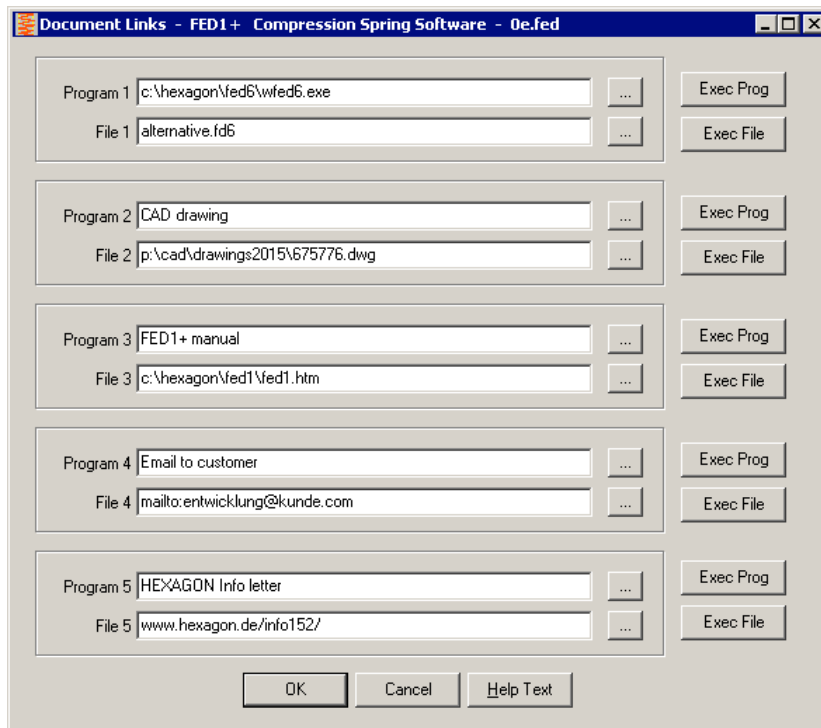 Document Links - FED1+ Compression Spring Software - 0e.fed
Program 1 c:\hexagon\fed6\wfed6.exe ... Exec Prog
File 1 alternative.fd6 ... Exec File
Program 2 CAD drawing ... Exec Prog
File 2 p:\cad\drawings2015\675776.dwg ... Exec File
Program 3 FED1+ manual ... Exec Prog
File 3 c:\hexagon\fed1\fed1.htm ... Exec File
Program 4 Email to customer ... Exec Prog
File 4 mailto:entwicklung@kunde.com ... Exec File
Program 5 HEXAGON Info letter ... Exec Prog
File 5 www.hexagon.de/info152/ ... Exec File
OK Cancel Help Text